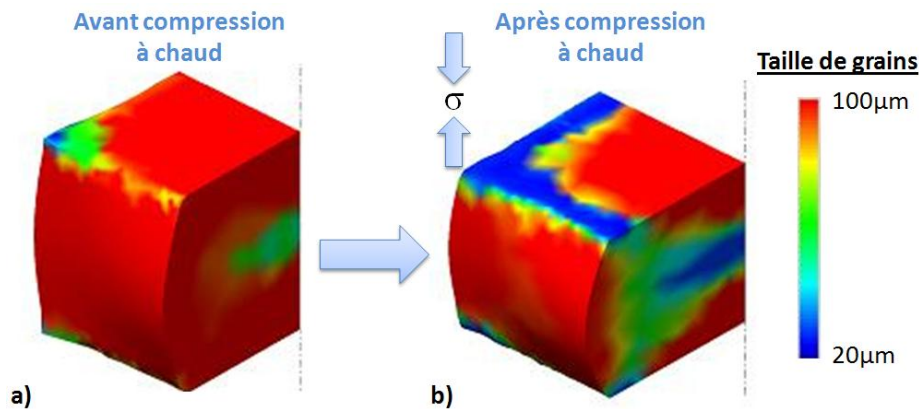 Avant compression
à chaud
Après compression
à chaud
σ
Taille de grains
100μm
20μm
a)
b)